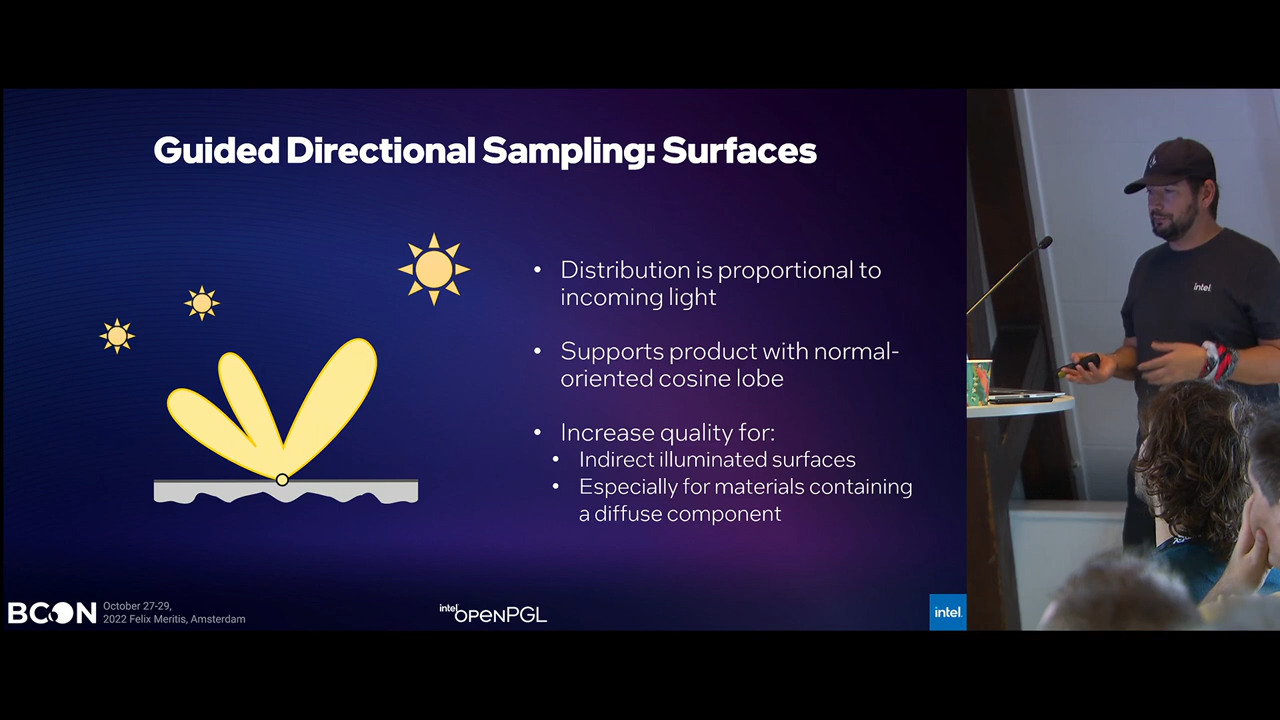 Guided Directional Sampling: Surfaces
• Distribution is proportional to
incoming light
• Supports product with normal-
oriented cosine lobe
• Increase quality for:
• Indirect illuminated surfaces
• Especially for materials containing
a diffuse component
BCON
October 27-29,
2022 Felix Meritis, Amsterdam
intel openPGL
intel.
intel.